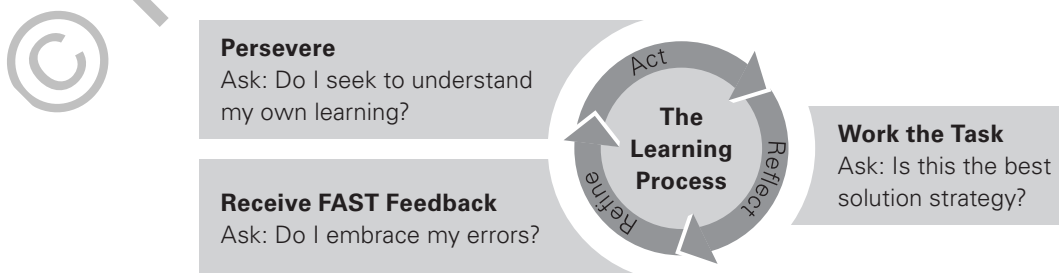 ©
Persevere
Ask: Do I seek to understand
my own learning?
Receive FAST Feedback
Ask: Do I embrace my errors?
Act
Reflect
Refine
The
Learning
Process
Work the Task
Ask: Is this the best
solution strategy?